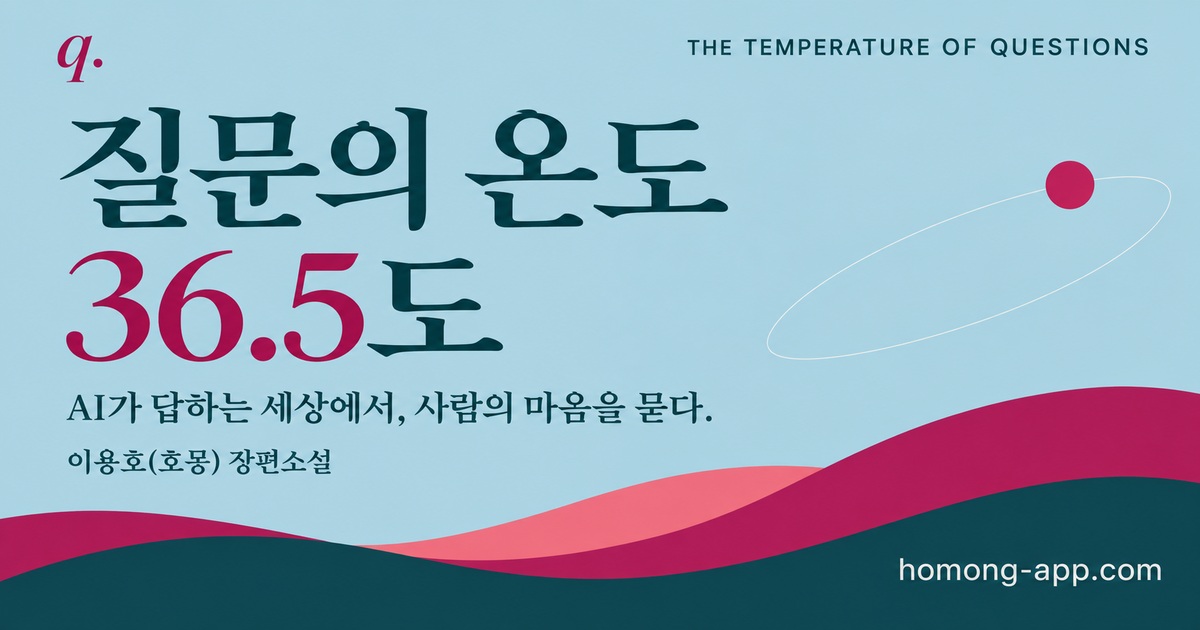 q.
THE TEMPERATURE OF QUESTIONS
질문의 온도
36.5도
AI가 답하는 세상에서, 사람의 마옴을 묻다.
이용호(호몽) 장편소설
homong-app.com